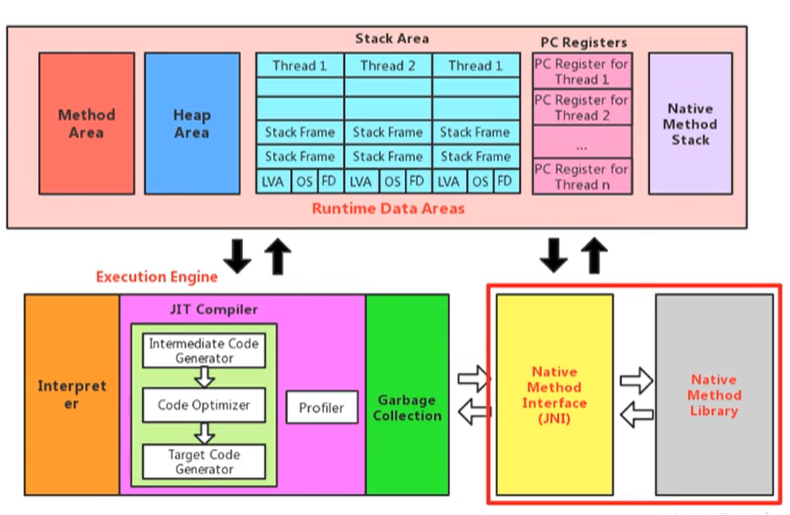 Stack Area
PC Registers
Method
Area
Heap
Area
Thread 1
Thread 2
Thread 1
Stack Frame
Stack Frame
Stack Frame
Stack Frame
Stack Frame
Stack Frame
LVA
OS
FD
LVA
OS
FD
LVA
OS
FD
PC Register for
Thread 1
PC Register for
Thread 2
...
PC Register for
Thread n
Native
Method
Stack
Runtime Data Areas
Execution Engine
Interpret
er
JIT Compiler
Intermediate Code
Generator
Code Optimizer
Target Code
Generator
Profiler
Garbage
Collection
Native
Method
Interface
(JNI)
Native
Method
Library